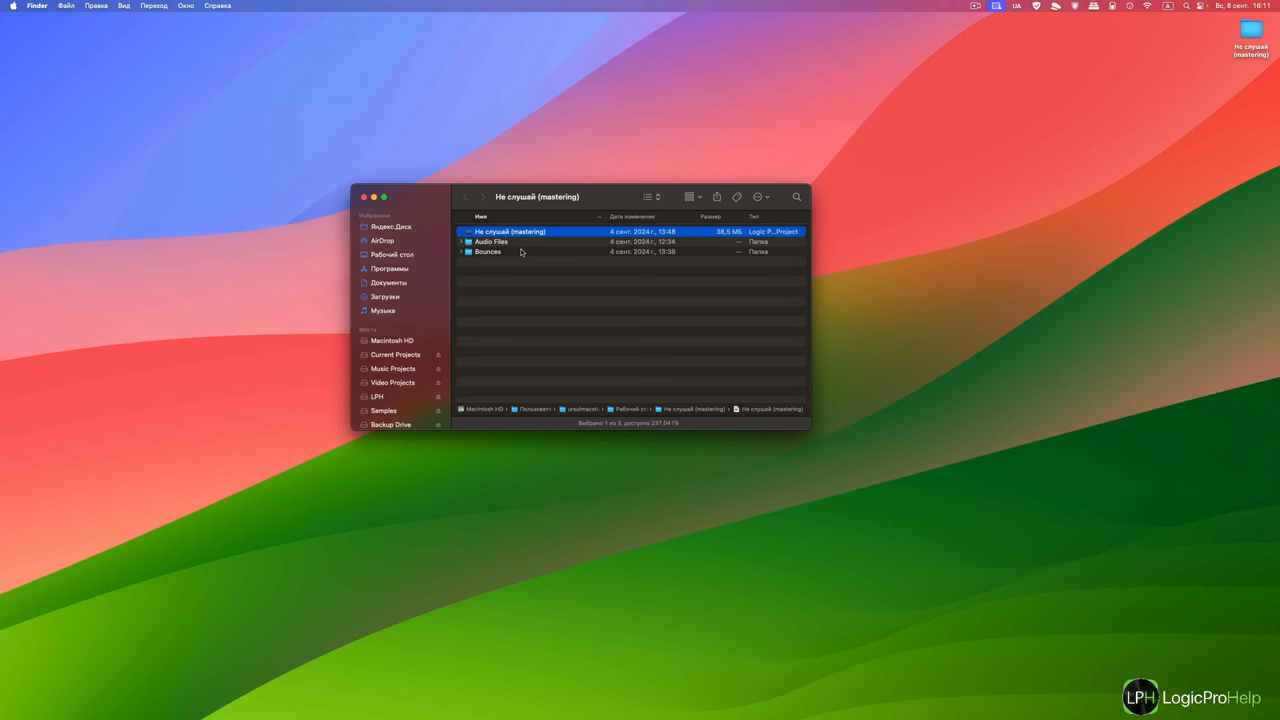 Finder Файл Правка Вид Переход Окно Справка UA A Вс, 8 сент. 16:11
Не слушай
(mastering)
Не слушай (mastering)
Избранное
Яндекс.Диск
AirDrop
Рабочий стол
Программы
Документы
Загрузки
Музыка
Места
Macintosh HD
Current Projects
Music Projects
Video Projects
LPH
Samples
Backup Drive
Имя Дата изменения Размер Тип
Не слушай (mastering) 4 сент. 2024 г., 13:48 38,5 МБ Logic P...Project
Audio Files 4 сент. 2024 г., 12:34 -- Папка
Bounces 4 сент. 2024 г., 13:38 -- Папка
Macintosh HD › Пользовате › ursulmacst › Рабочий ст › Не слушай (mastering) › Не слушай (mastering)
Выбрано 1 из 3; доступно 237,04 ГБ
LPH LogicProHelp